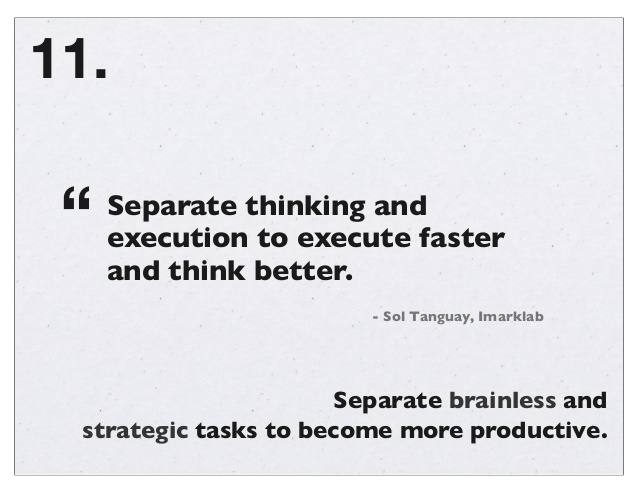 11.
“ Separate thinking and
execution to execute faster
and think better.
- Sol Tanguay, Imarklab
Separate brainless and
strategic tasks to become more productive.